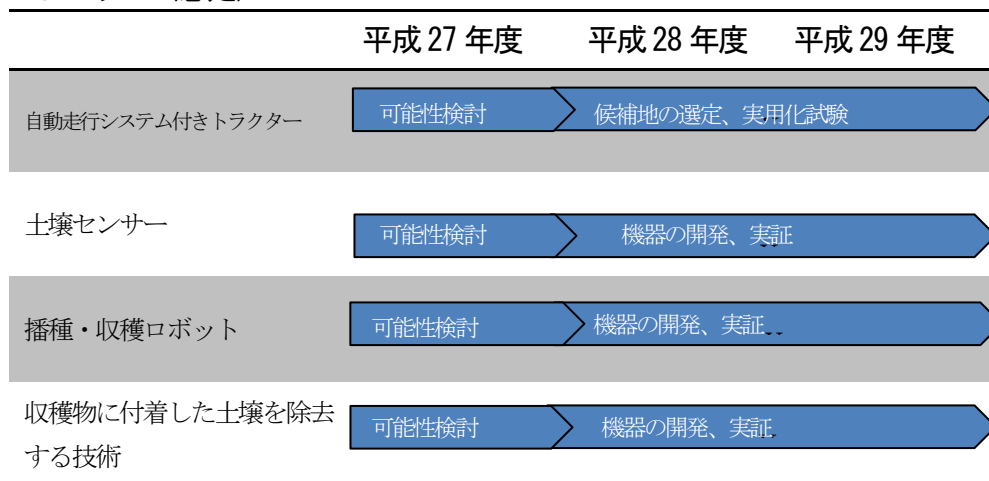 平成 27 年度 平成 28 年度 平成 29 年度
自動走行システム付きトラクター 可能性検討 候補地の選定、実用化試験
土壌センサー 可能性検討 機器の開発、実証
播種・収穫ロボット 可能性検討 機器の開発、実証
収穫物に付着した土壌を除去
する技術
可能性検討 機器の開発、実証